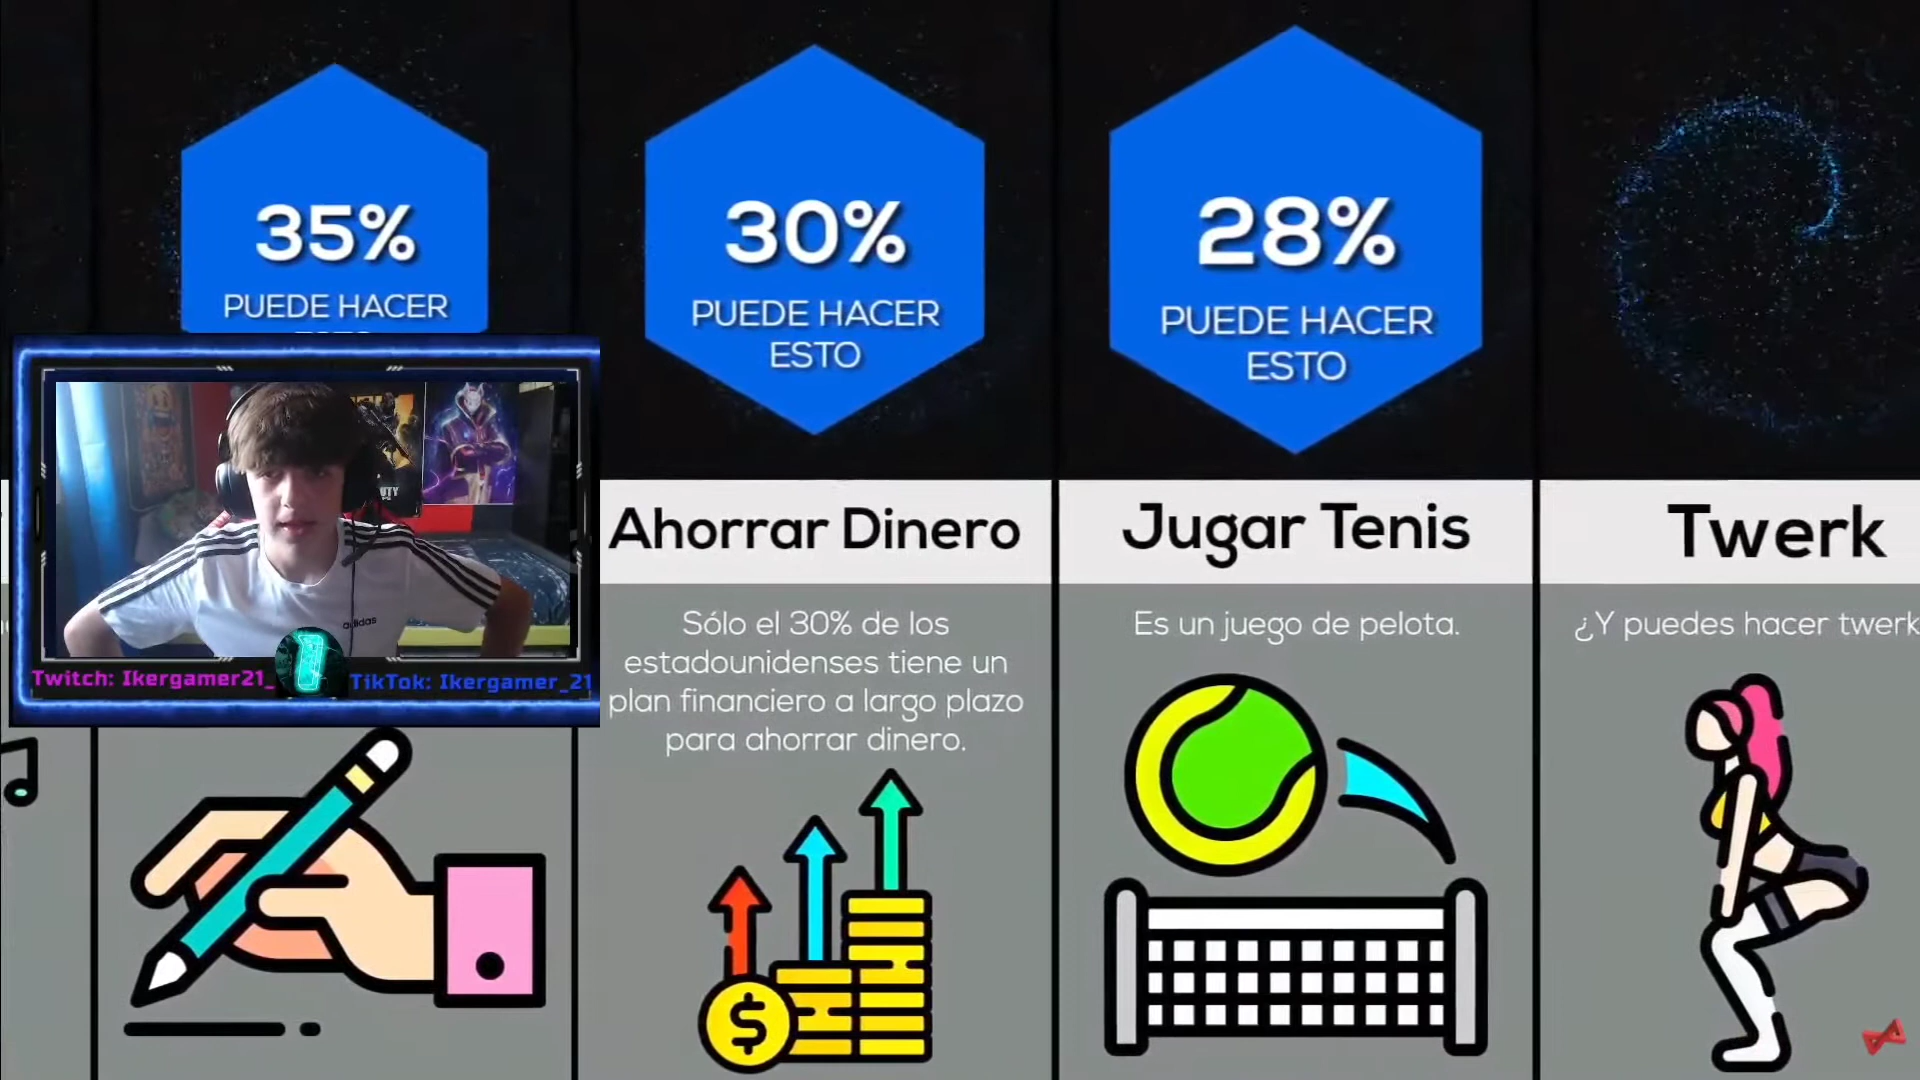 35%
PUEDE HACER
30%
PUEDE HACER
ESTO
28%
PUEDE HACER
ESTO
adidas
Twitch: Ikergamer21_
TikTok: Ikergamer_21
Ahorrar Dinero
Sólo el 30% de los
estadounidenses tiene un
plan financiero a largo plazo
para ahorrar dinero.
$
Jugar Tenis
Es un juego de pelota.
Twerk
¿Y puedes hacer twerk